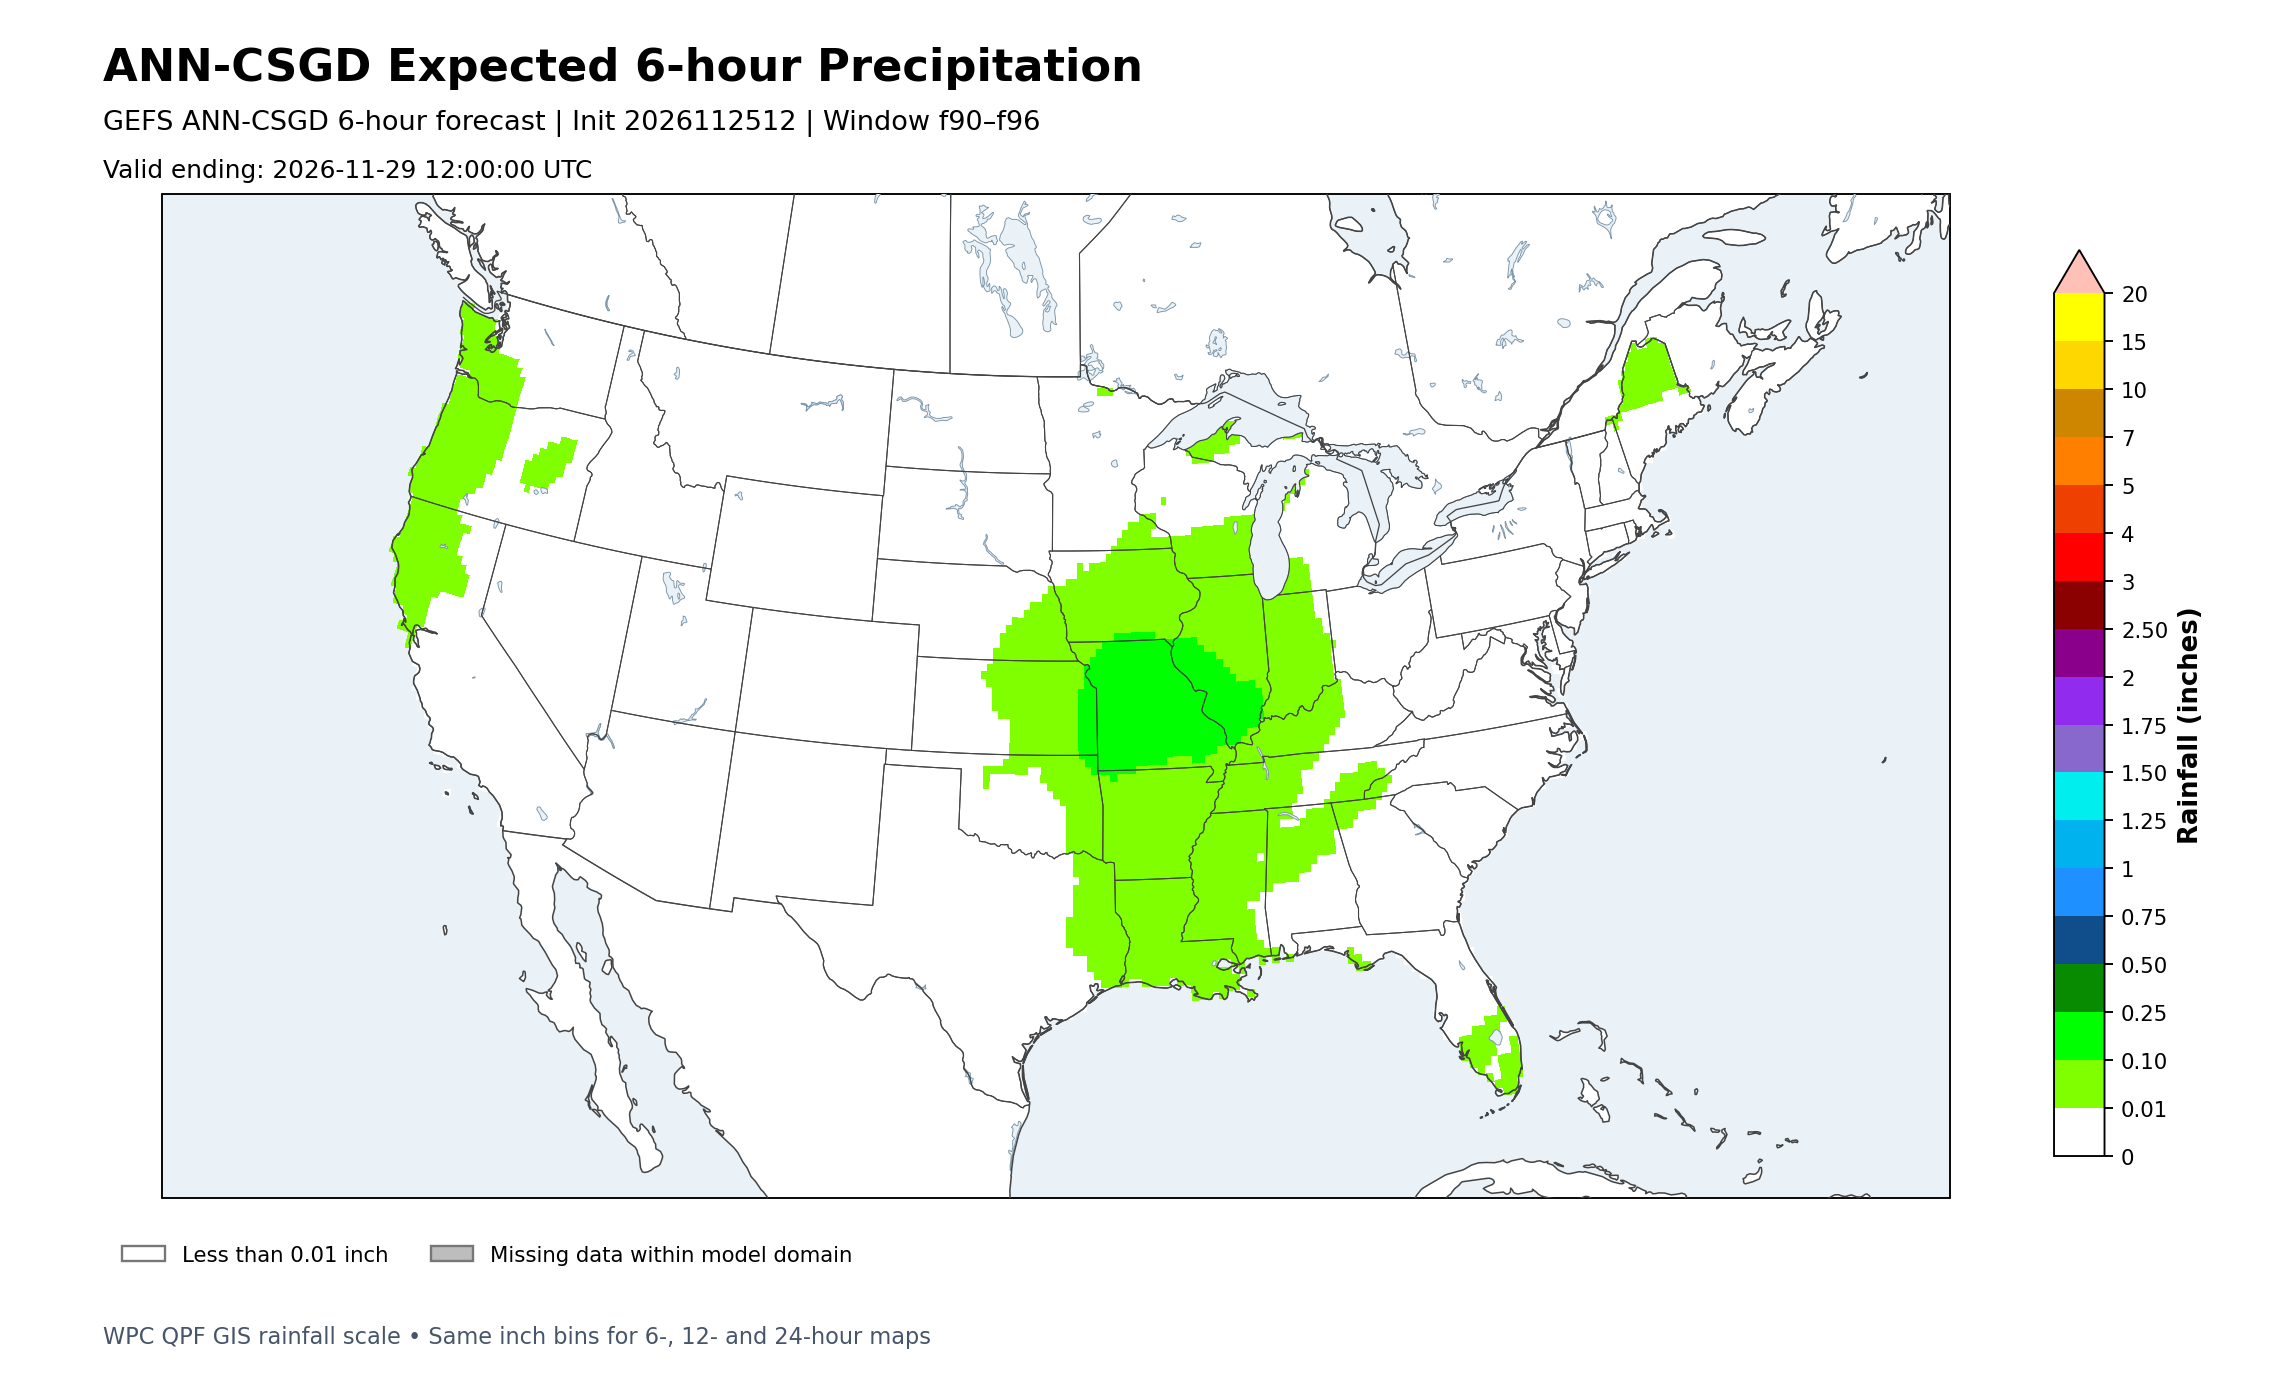 ANN-CSGD Expected 6-hour Precipitation
GEFS ANN-CSGD 6-hour forecast | Init 2026112512 | Window f90–f96
Valid ending: 2026-11-29 12:00:00 UTC
20
15
10
7
5
4
3
2.50
2
1.75
1.50
1.25
1
0.75
0.50
0.25
0.10
0.01
0
Rainfall (inches)
Less than 0.01 inch
Missing data within model domain
WPC QPF GIS rainfall scale • Same inch bins for 6-, 12- and 24-hour maps